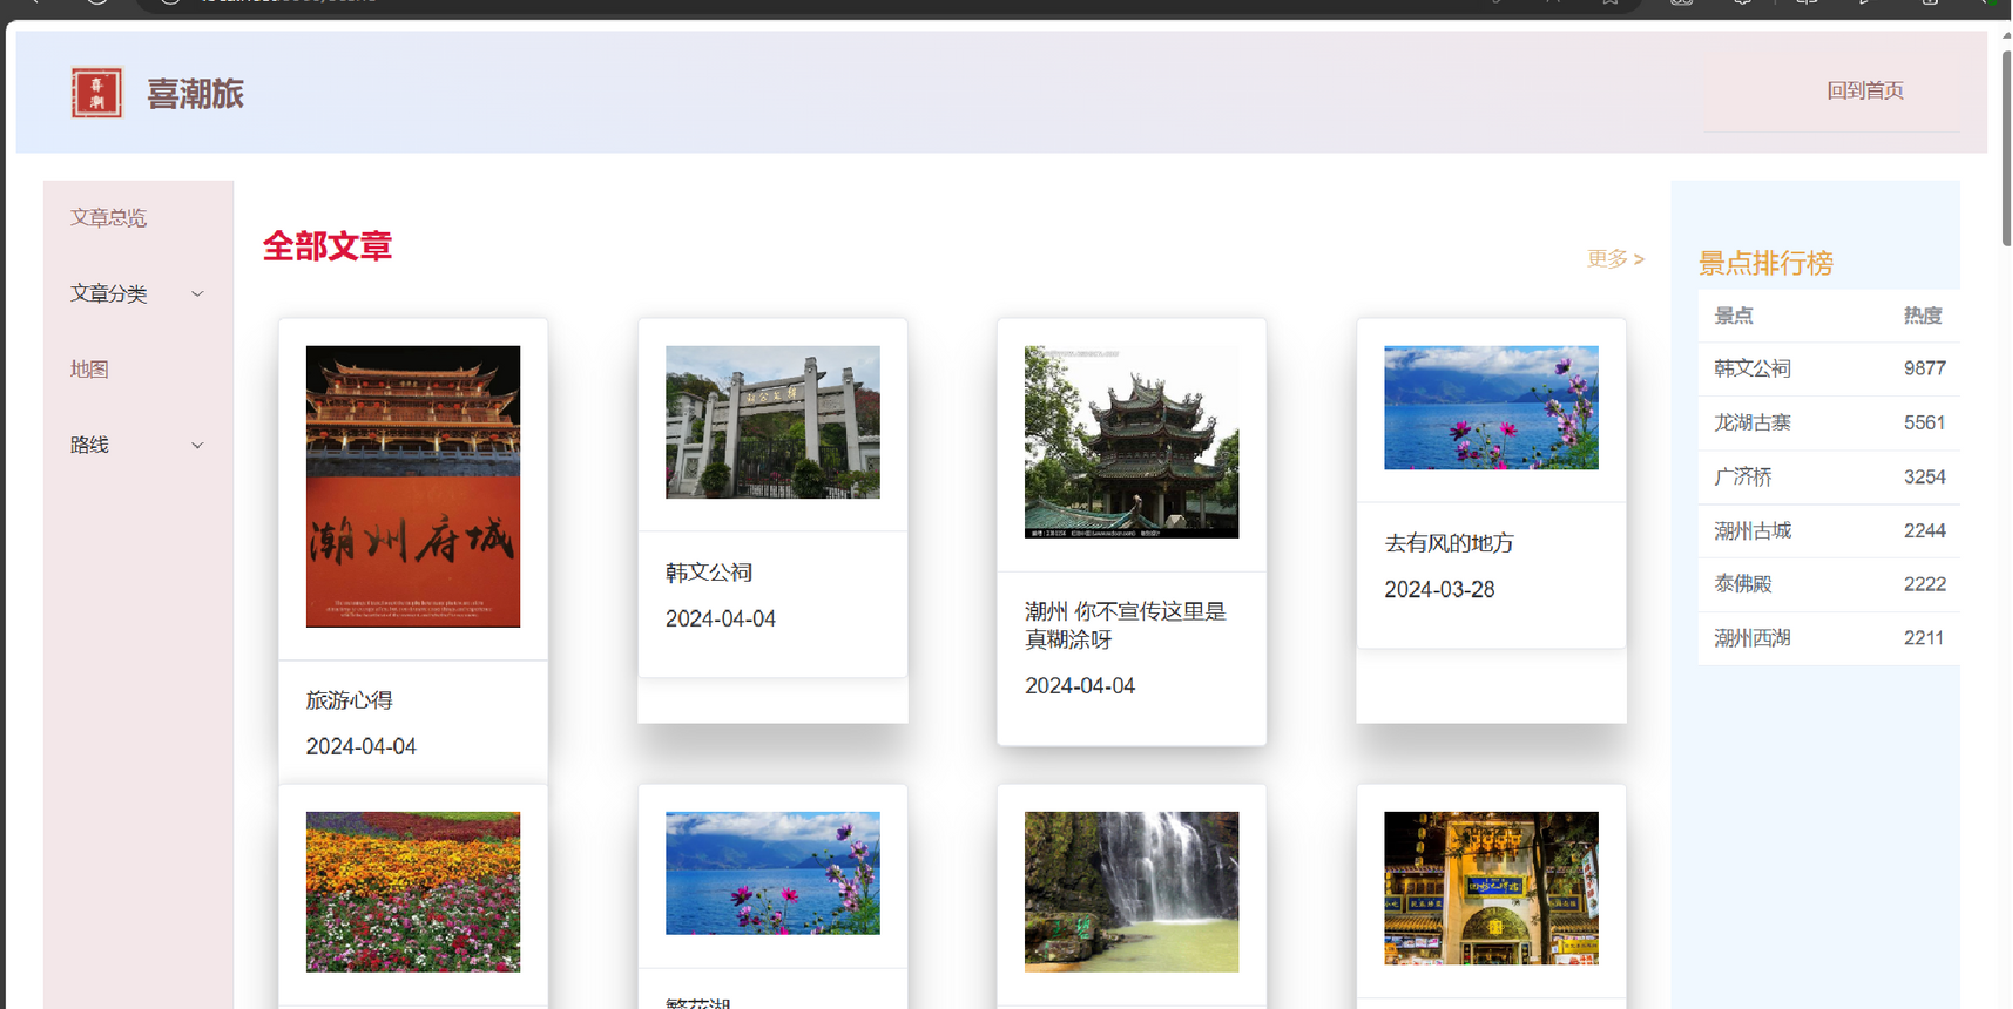 喜潮
喜潮旅
回到首页
文章总览
文章分类
地图
路线
全部文章
更多 >
潮州府城
旅游心得
2024-04-04
韩文公祠
2024-04-04
潮州 你不宣传这里是
真糊涂呀
2024-04-04
去有风的地方
2024-03-28
繁花湖
景点排行榜
景点 热度
韩文公祠 9877
龙湖古寨 5561
广济桥 3254
潮州古城 2244
泰佛殿 2222
潮州西湖 2211